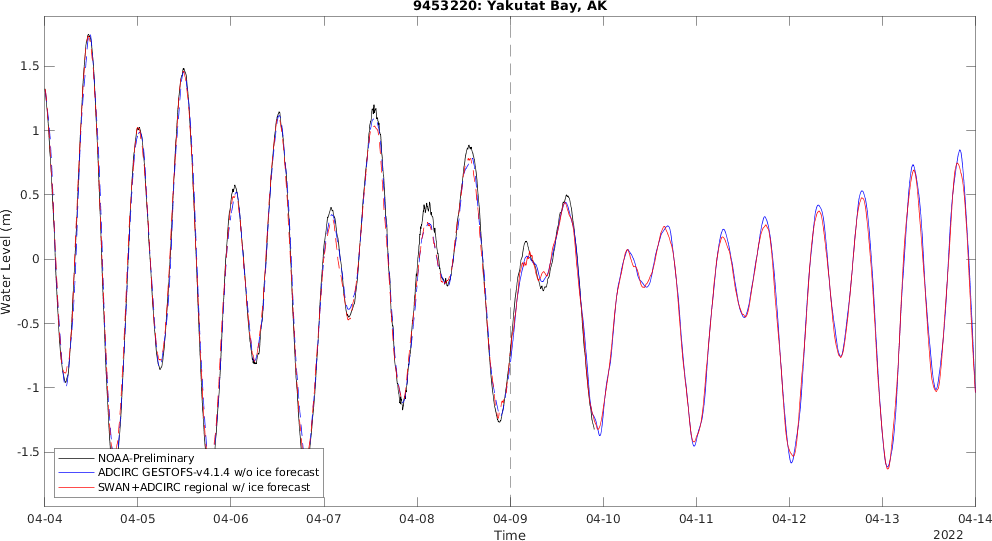 9453220: Yakutat Bay, AK
Water Level (m)
1.5
1
0.5
0
-0.5
-1
-1.5
NOAA-Preliminary
ADCIRC GESTOFS-v4.1.4 w/o ice forecast
SWAN+ADCIRC regional w/ ice forecast
04-04 04-05 04-06 04-07 04-08 04-09 04-10 04-11 04-12 04-13 04-14
Time
2022